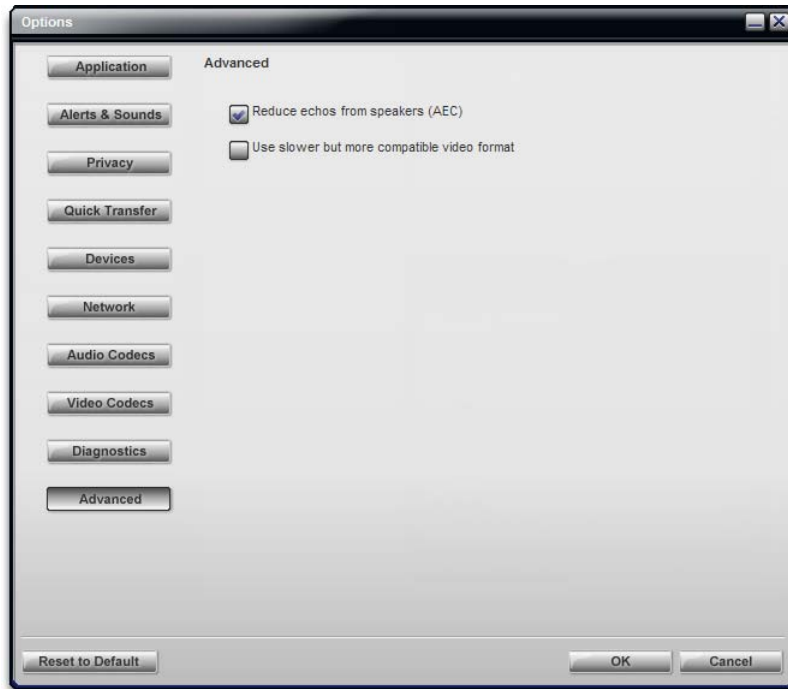 Options
Application
Alerts & Sounds
Privacy
Quick Transfer
Devices
Network
Audio Codecs
Video Codecs
Diagnostics
Advanced
Advanced
Reduce echos from speakers (AEC)
Use slower but more compatible video format
Reset to Default
OK
Cancel